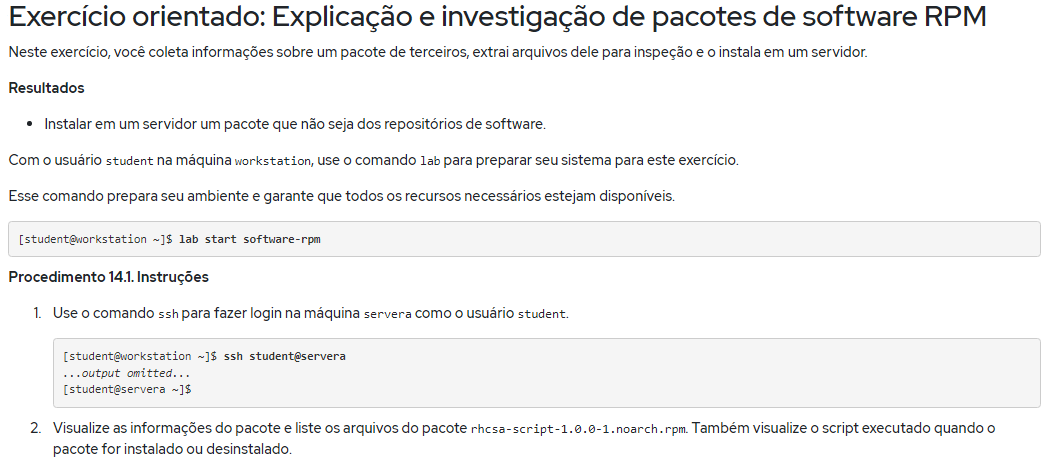 Exercício orientado: Explicação e investigação de pacotes de software RPM
Neste exercício, você coleta informações sobre um pacote de terceiros, extrai arquivos dele para inspeção e o instala em um servidor.
Resultados
• Instalar em um servidor um pacote que não seja dos repositórios de software.
Com o usuário student na máquina workstation, use o comando lab para preparar seu sistema para este exercício.
Esse comando prepara seu ambiente e garante que todos os recursos necessários estejam disponíveis.
[student@workstation ~]$ lab start software-rpm
Procedimento 14.1. Instruções
1. Use o comando ssh para fazer login na máquina servera como o usuário student.
[student@workstation ~]$ ssh student@servera
...output omitted...
[student@servera ~]$
2. Visualize as informações do pacote e liste os arquivos do pacote rhcsa-script-1.0.0-1.noarch.rpm. Também visualize o script executado quando o
pacote for instalado ou desinstalado.